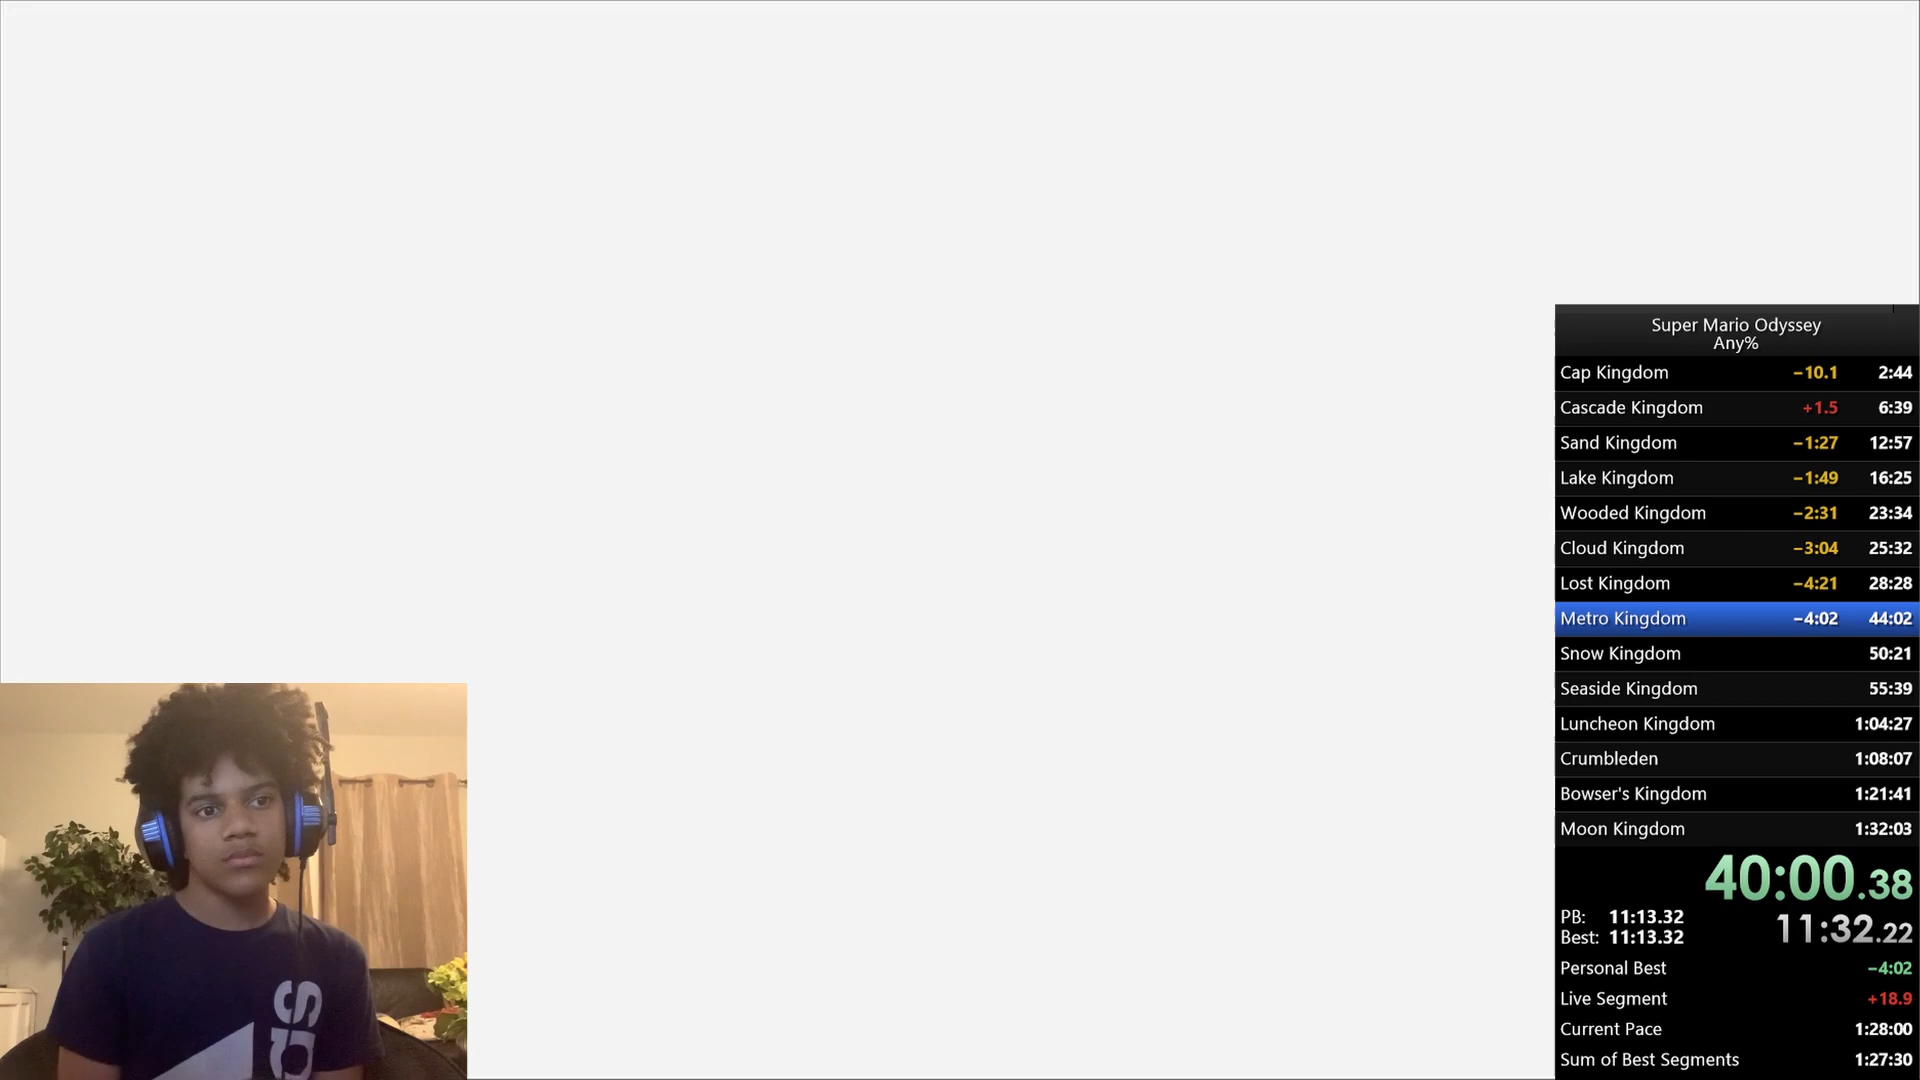 Super Mario Odyssey
Any%
Cap Kingdom −10.1 2:44
Cascade Kingdom +1.5 6:39
Sand Kingdom −1:27 12:57
Lake Kingdom −1:49 16:25
Wooded Kingdom −2:31 23:34
Cloud Kingdom −3:04 25:32
Lost Kingdom −4:21 28:28
Metro Kingdom −4:02 44:02
Snow Kingdom 50:21
Seaside Kingdom 55:39
Luncheon Kingdom 1:04:27
Crumbleden 1:08:07
Bowser's Kingdom 1:21:41
Moon Kingdom 1:32:03
40:00.38
PB: 11:13.32
11:32.22
Best: 11:13.32
Personal Best −4:02
Live Segment +18.9
Current Pace 1:28:00
Sum of Best Segments 1:27:30